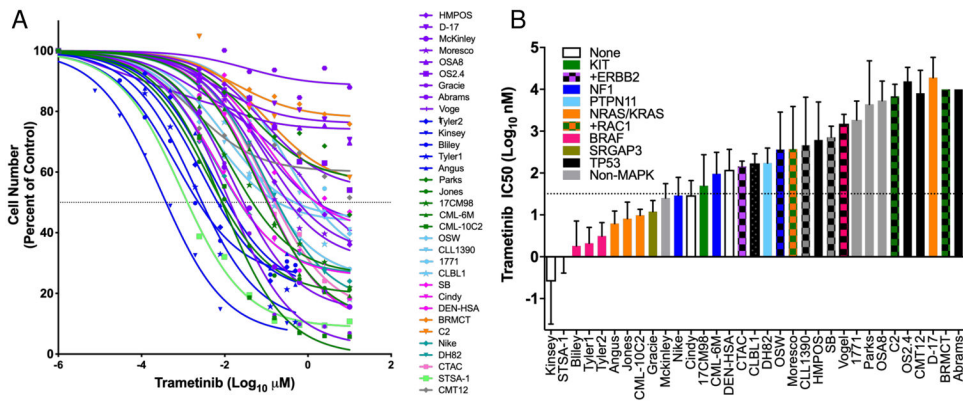 A
B
Cell Number
(Percent of Control)
100
80
60
40
20
0
-6
-4
-2
0
2
Trametinib (Log10 μM)
HMPOS
D-17
McKinley
Moresco
OSA8
OS2.4
Gracie
Abrams
Voge
Tyler2
Kinsey
Bliley
Tyler1
Angus
Parks
Jones
17CM98
CML-6M
CML-10C2
OSW
CLL1390
1771
CLBL1
SB
Cindy
DEN-HSA
BRMCT
C2
Nike
DH82
CTAC
STSA-1
CMT12
Trametinib IC50 (Log10 nM)
5
4
3
2
1
0
-1
None
KIT
+ERBB2
NF1
PTPN11
NRAS/KRAS
+RAC1
BRAF
SRGAP3
TP53
Non-MAPK
Kinsey
STSA-1
Bliley
Tyler1
Tyler2
Angus
Jones
CML-10C2
Gracie
Mckinley
Nike
Cindy
17CM98
CML-6M
DEN-HSA
CTAC
CLBL1
DH82
OSW
Moresco
CLL1390
HMPOS
SB
Vogel
1771
Parks
OSA8
C2
OS2.4
CMT12
D-17
BRMCT
Abrams